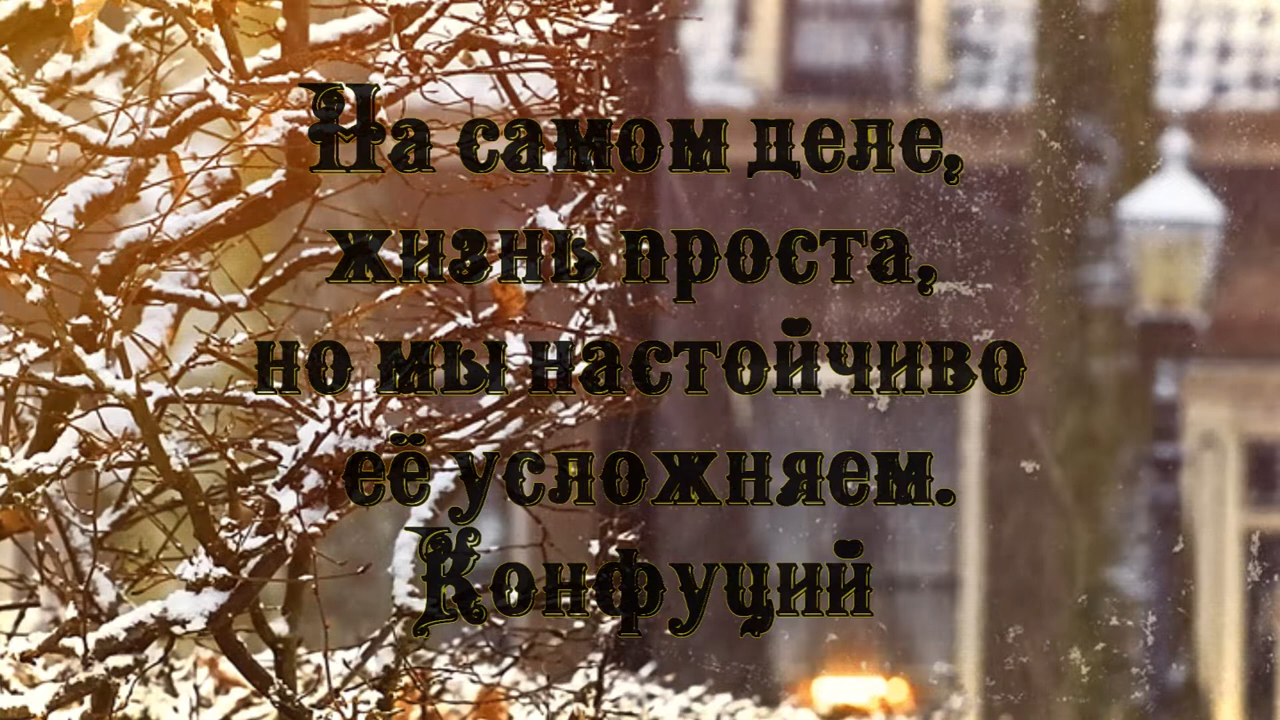 На самом деле,
жизнь проста,
но мы настойчиво
её усложняем.
Конфуций